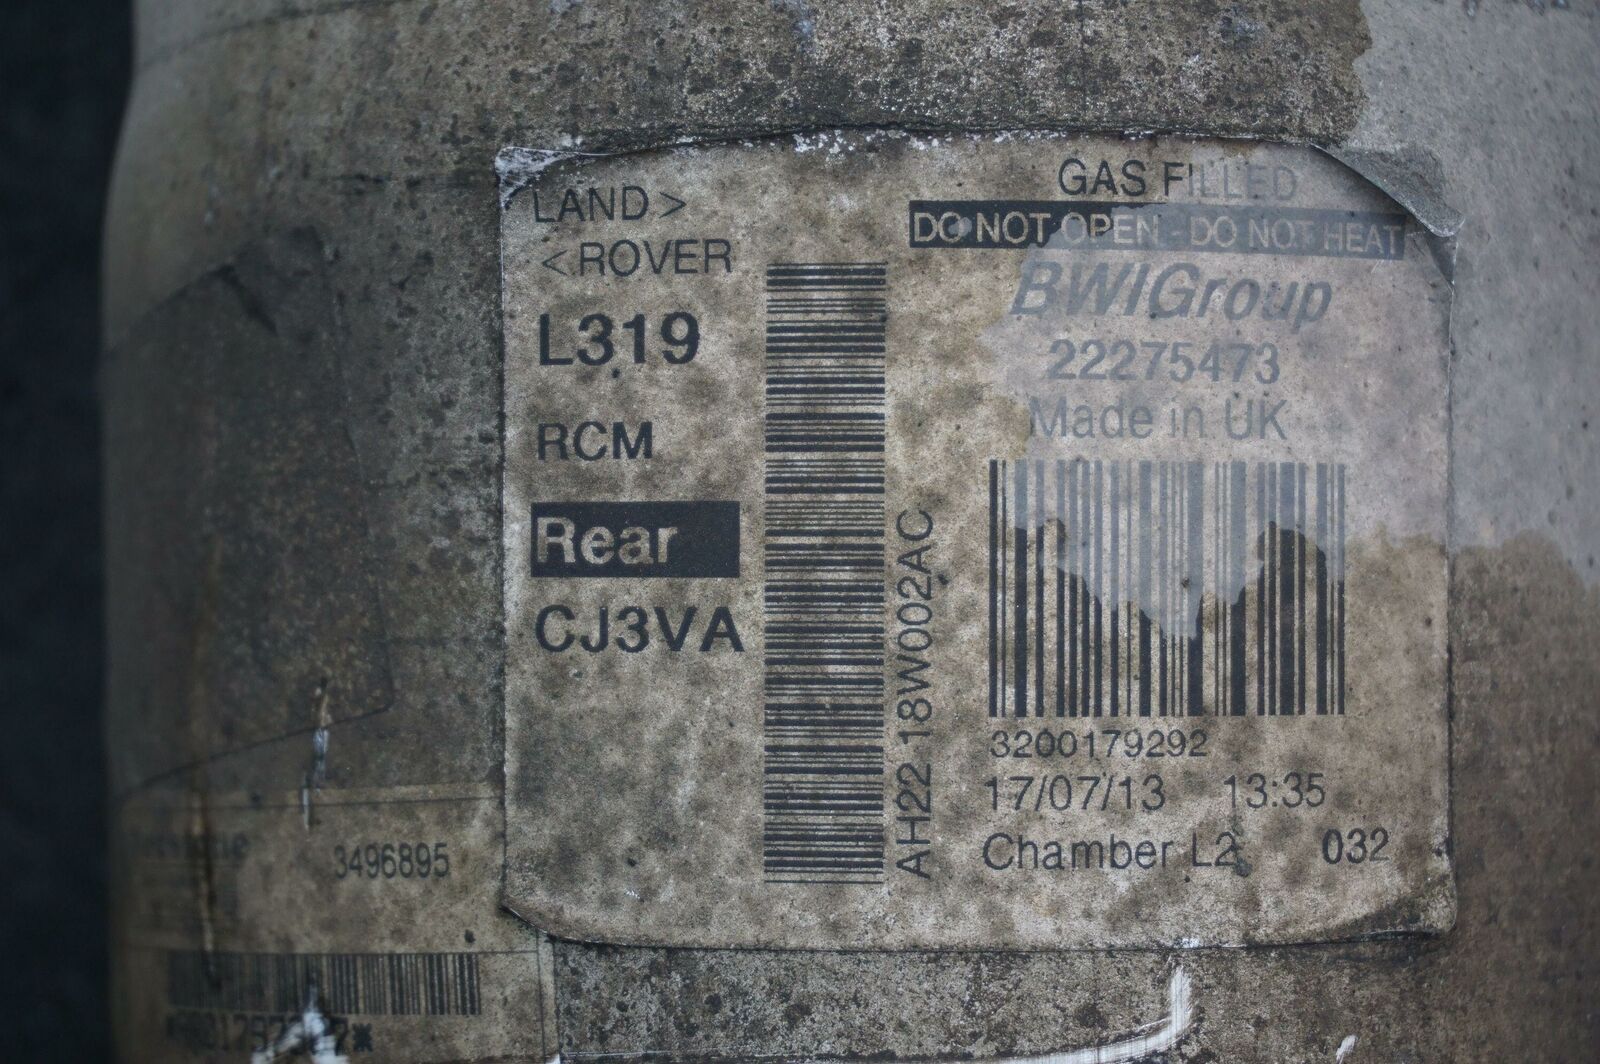 LAND >
< ROVER
L319
RCM
Rear
CJ3VA
AH22 18W002AC
GAS FILLED
DO NOT OPEN - DO NOT HEAT
BWIGroup
22275473
Made in UK
3200179292
17/07/13 13:35
Chamber L2 032
3496895